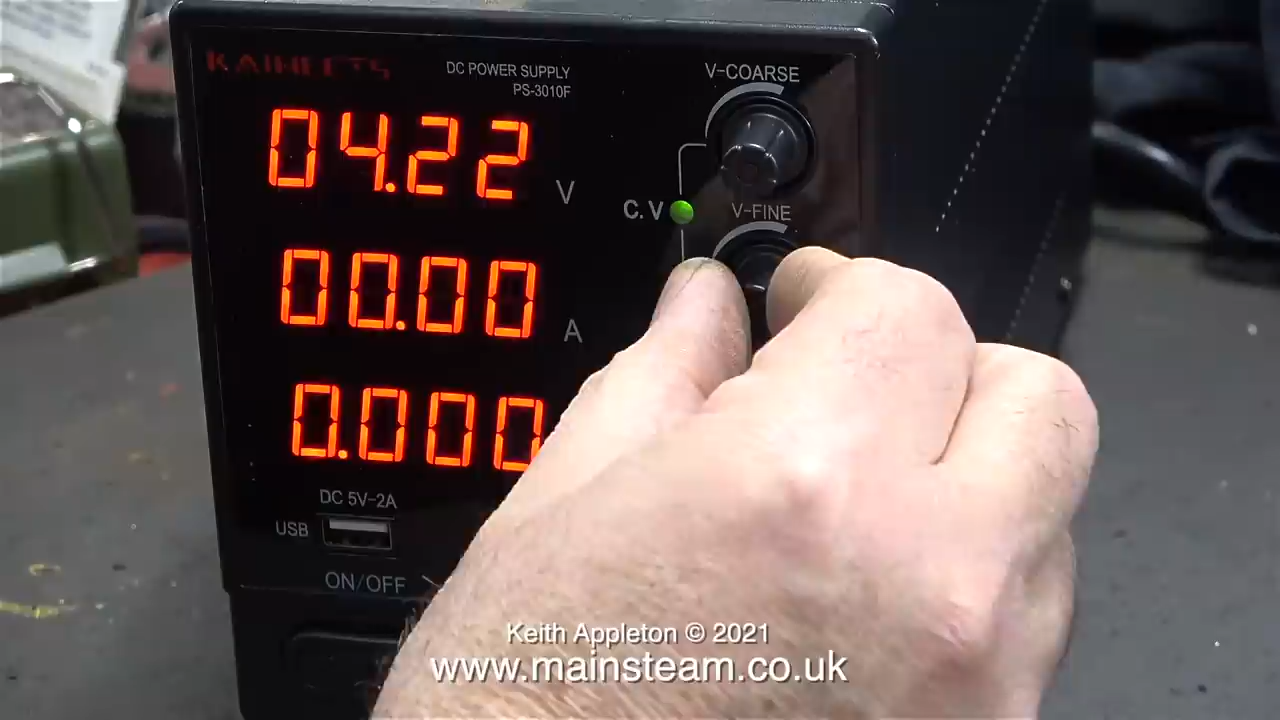 KAIWEETS
DC POWER SUPPLY
PS-3010F
V-COARSE
04.22
V
C.V
V-FINE
00.00
A
0.000
DC 5V-2A
USB
ON/OFF
Keith Appleton © 2021
www.mainsteam.co.uk